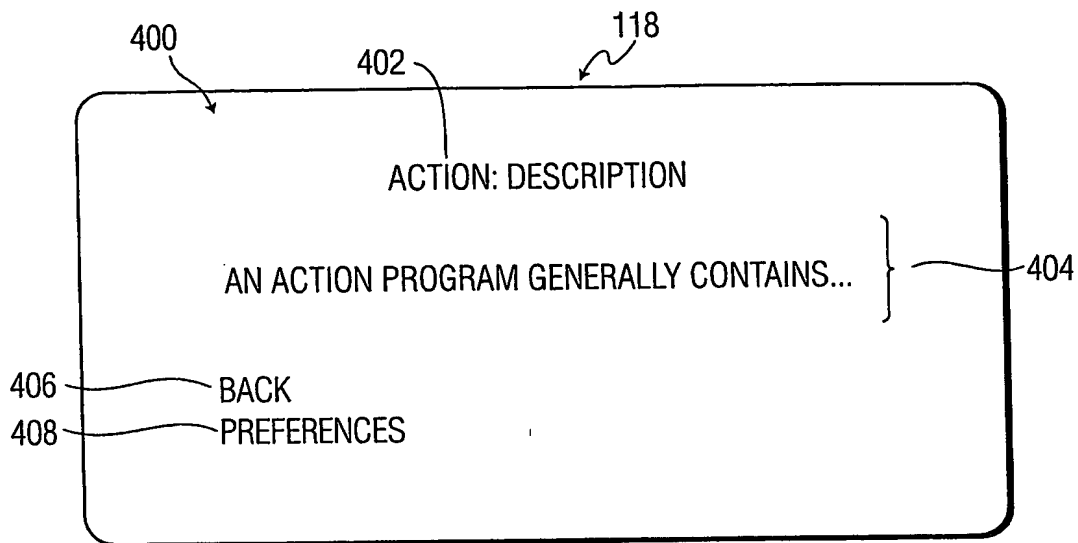 400
118
402
ACTION: DESCRIPTION
AN ACTION PROGRAM GENERALLY CONTAINS...
404
406
BACK
408
PREFERENCES